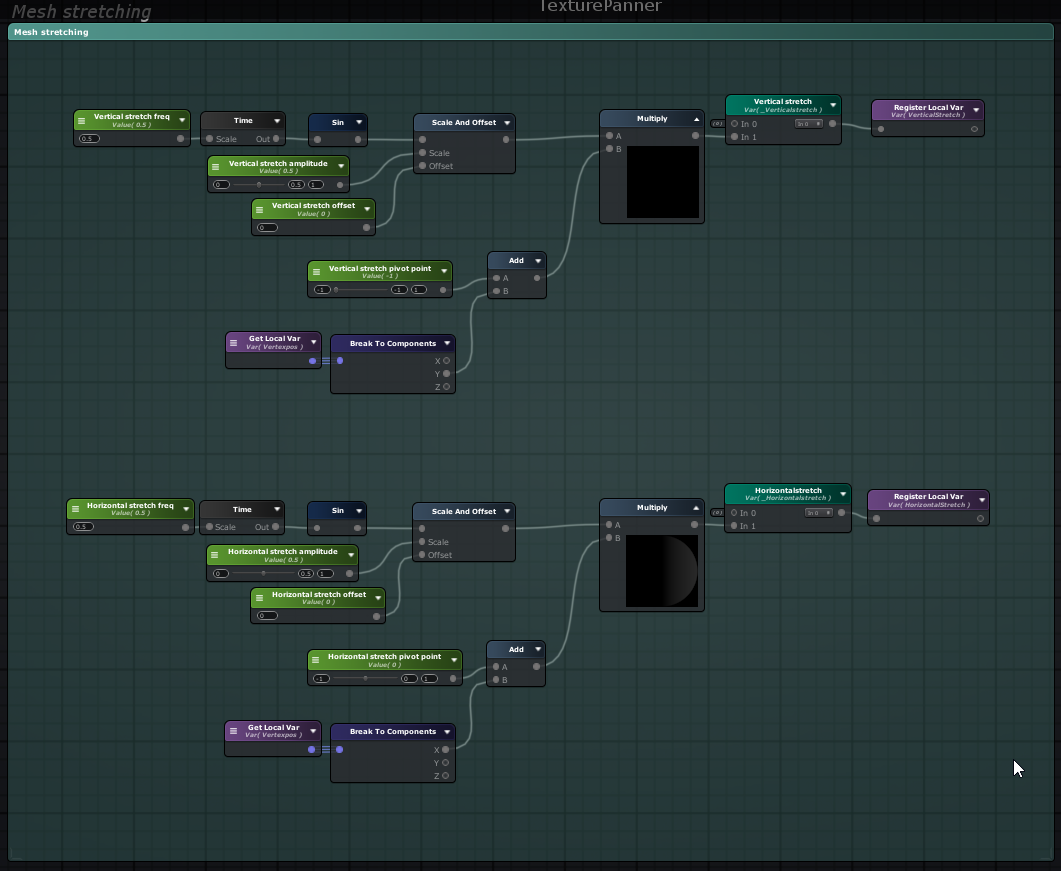 Mesh stretching
TexturePanner
Mesh stretching
Vertical stretch freq
Value( 0.5 )
0.5
Time
Scale Out
Sin
Scale And Offset
Scale
Offset
Vertical stretch amplitude
Value( 0.5 )
0 0.5 1
Vertical stretch offset
Value( 0 )
0
Multiply
A
B
Vertical stretch
Var( _Verticalstretch )
(0) In 0 In 0
In 1
Register Local Var
Var( VerticalStretch )
Vertical stretch pivot point
Value( -1 )
-1 -1 1
Add
A
B
Get Local Var
Var( Vertexpos )
Break To Components
X
Y
Z
Horizontal stretch freq
Value( 0.5 )
0.5
Time
Scale Out
Sin
Scale And Offset
Scale
Offset
Horizontal stretch amplitude
Value( 0.5 )
0 0.5 1
Horizontal stretch offset
Value( 0 )
0
Multiply
A
B
Horizontalstretch
Var( _Horizontalstretch )
(0) In 0 In 0
In 1
Register Local Var
Var( HorizontalStretch )
Horizontal stretch pivot point
Value( 0 )
-1 0 1
Add
A
B
Get Local Var
Var( Vertexpos )
Break To Components
X
Y
Z